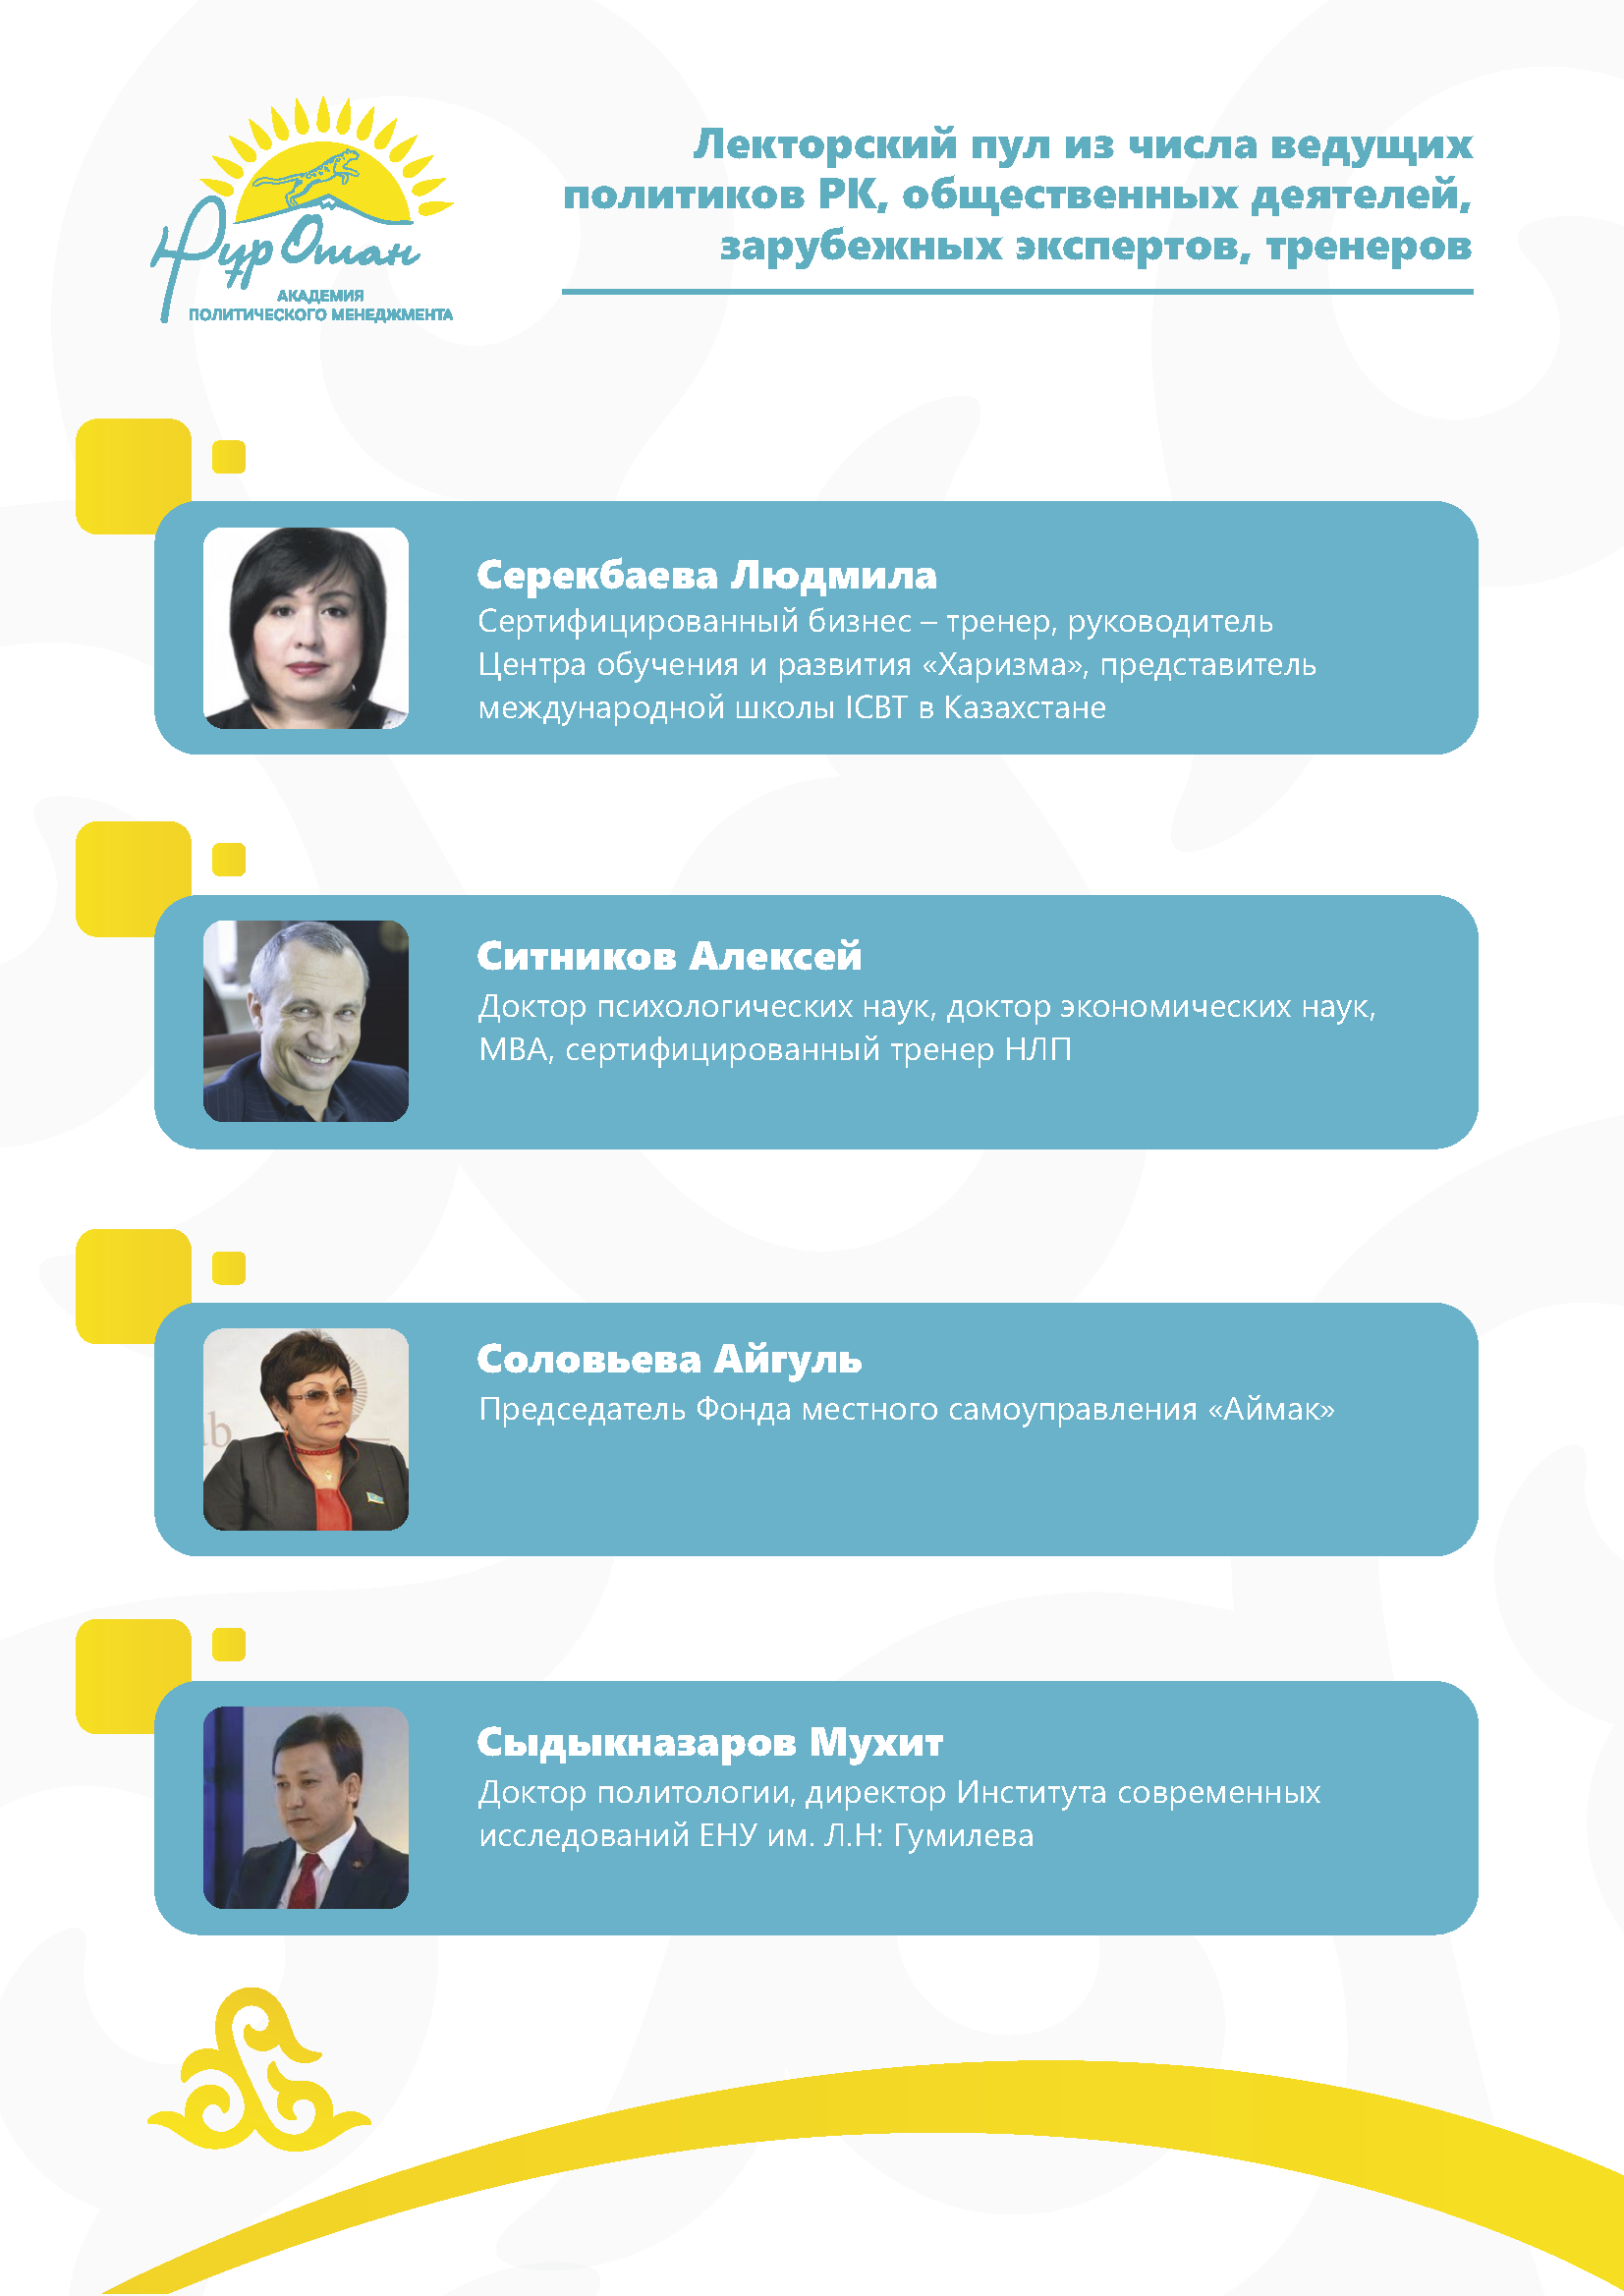 Нұр Отан
АКАДЕМИЯ
ПОЛИТИЧЕСКОГО МЕНЕДЖМЕНТА
Лекторский пул из числа ведущих
политиков РК, общественных деятелей,
зарубежных экспертов, тренеров
Серекбаева Людмила
Сертифицированный бизнес – тренер, руководитель
Центра обучения и развития «Харизма», представитель
международной школы ICBT в Казахстане
Ситников Алексей
Доктор психологических наук, доктор экономических наук,
MBA, сертифицированный тренер НЛП
Соловьева Айгуль
Председатель Фонда местного самоуправления «Аймак»
ub
Сыдыкназаров Мухит
Доктор политологии, директор Института современных
исследований ЕНУ им. Л.Н: Гумилева